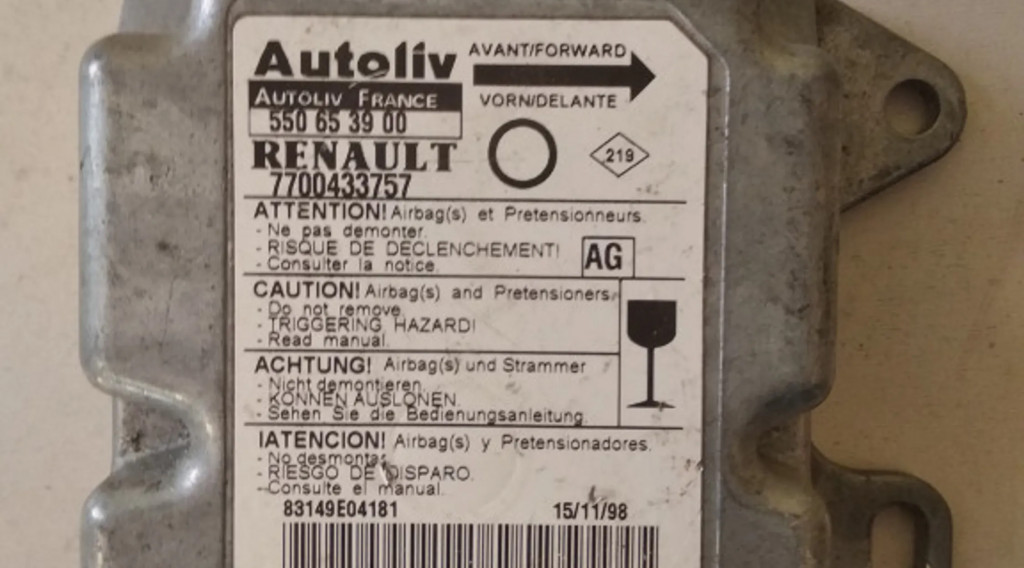 Autoliv
AVANT/FORWARD
AUTOLIV FRANCE
VORN/DELANTE
550 65 39 00
RENAULT
219
7700433757
ATTENTION! Airbag(s) et Pretensionneurs.
- Ne pas demonter.
- RISQUE DE DECLENCHEMENT!
- Consulter la notice.
AG
CAUTION! Airbag(s) and Pretensioners.
- Do not remove.
- TRIGGERING HAZARD!
- Read manual.
ACHTUNG! Airbag(s) und Strammer
- Nicht demontieren.
- KONNEN AUSLONEN.
- Sehen Sie die Bedienungsanleitung.
!ATENCION! Airbag(s) y Pretensionadores.
- No desmontar.
- RIESGO DE DISPARO.
- Consulte el manual.
83149E04181
15/11/98